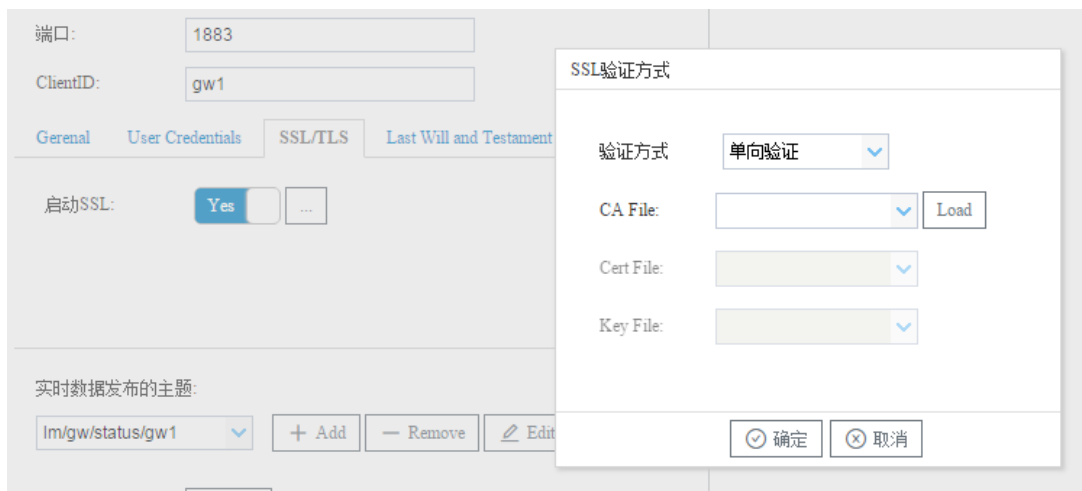 端口:
1883
ClientID:
gw1
Gerenal
User Credentials
SSL/TLS
Last Will and Testament
启动SSL:
Yes
...
实时数据发布的主题:
lm/gw/status/gw1
Add
Remove
Edit
SSL验证方式
验证方式
单向验证
CA File:
Load
Cert File:
Key File:
确定
取消